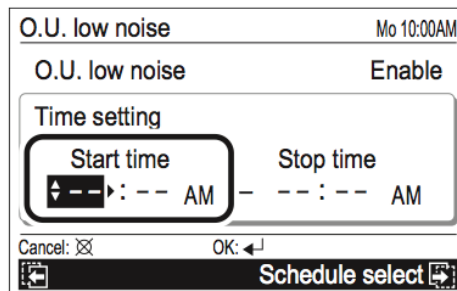 O.U. low noise Mo 10:00AM
O.U. low noise Enable
Time setting
Start time Stop time
--:-- AM – --:-- AM
Cancel: OK:
Schedule select